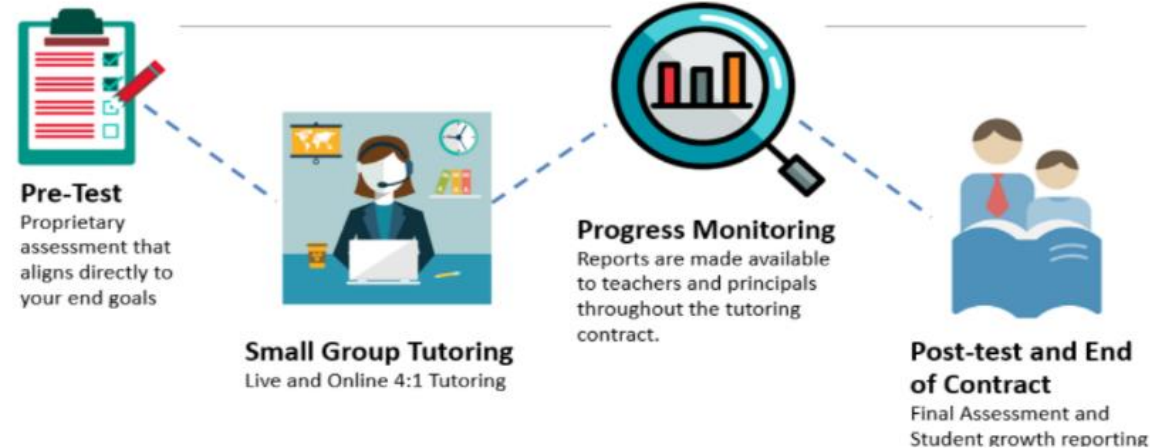 Pre-Test
Proprietary
assessment that
aligns directly to
your end goals
Small Group Tutoring
Live and Online 4:1 Tutoring
Progress Monitoring
Reports are made available
to teachers and principals
throughout the tutoring
contract.
Post-test and End
of Contract
Final Assessment and
Student growth reporting